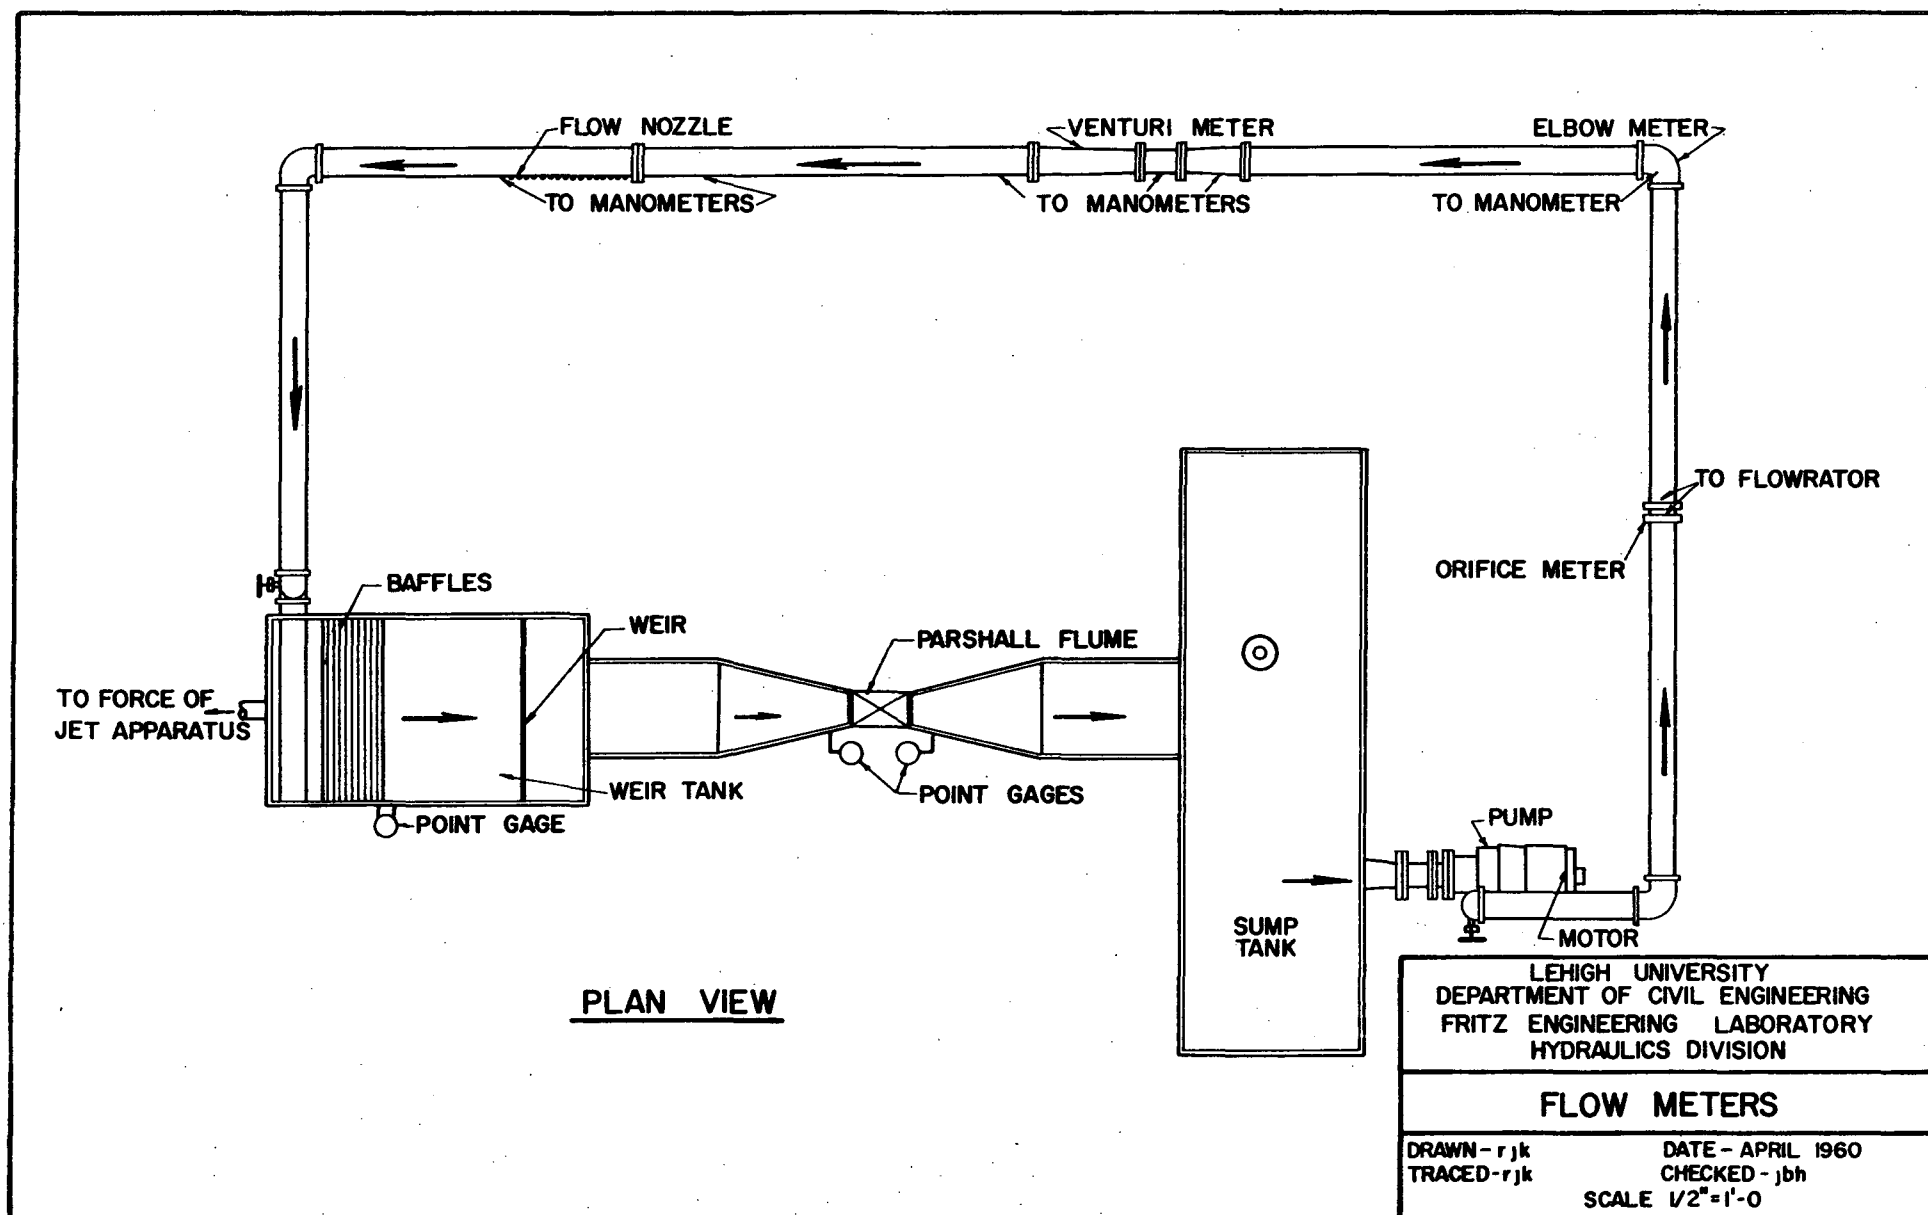 FLOW NOZZLE
VENTURI METER
ELBOW METER
TO MANOMETERS
TO MANOMETERS
TO MANOMETER
TO FLOWRATOR
ORIFICE METER
BAFFLES
WEIR
PARSHALL FLUME
TO FORCE OF
JET APPARATUS
WEIR TANK
POINT GAGES
POINT GAGE
PUMP
SUMP
TANK
MOTOR
PLAN VIEW
LEHIGH UNIVERSITY
DEPARTMENT OF CIVIL ENGINEERING
FRITZ ENGINEERING LABORATORY
HYDRAULICS DIVISION
FLOW METERS
DRAWN - rjk DATE - APRIL 1960
TRACED - rjk CHECKED - jbh
SCALE 1/2"=1'-0